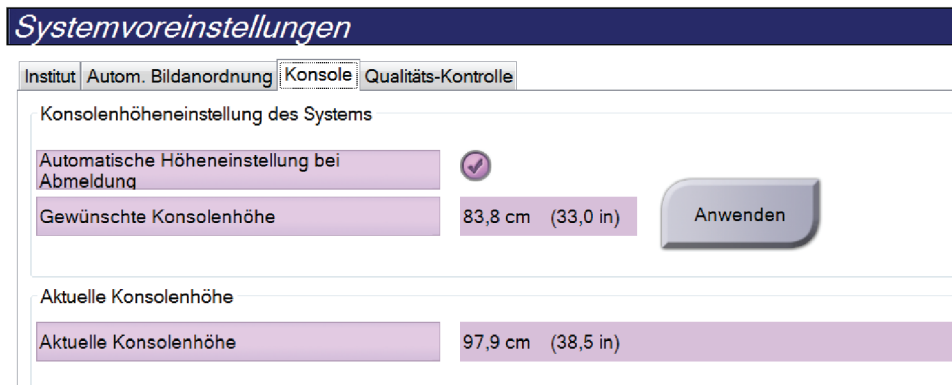 Systemvoreinstellungen
Institut Autom. Bildanordnung Konsole Qualitäts-Kontrolle
Konsolenhöheneinstellung des Systems
Automatische Höheneinstellung bei
Abmeldung
Gewünschte Konsolenhöhe 83,8 cm (33,0 in) Anwenden
Aktuelle Konsolenhöhe
Aktuelle Konsolenhöhe 97,9 cm (38,5 in)